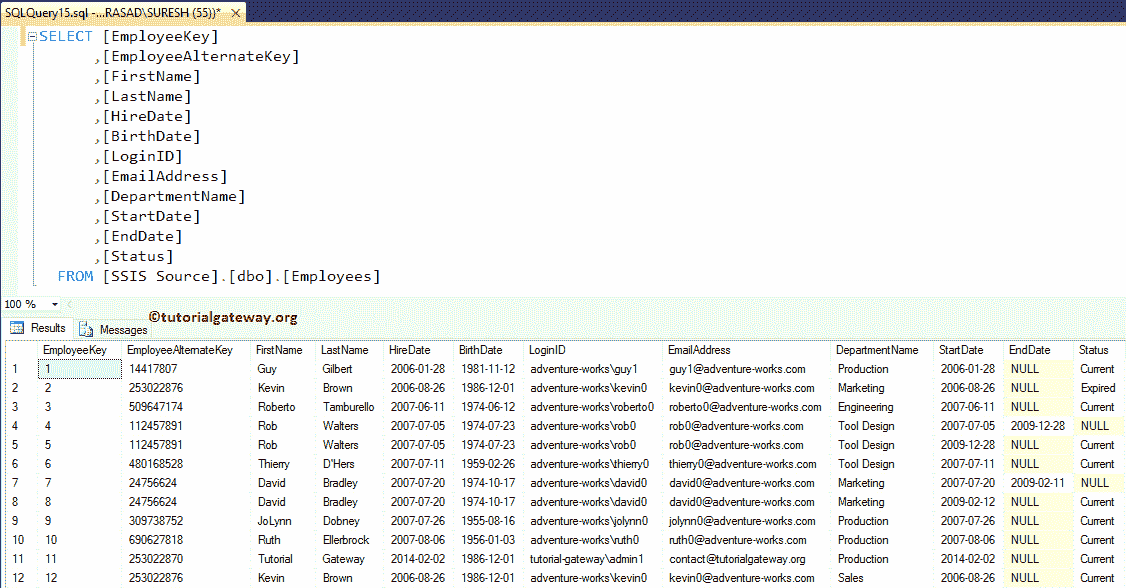 SQLQuery15.sql -...RASAD\SURESH (55))* ×
SELECT [EmployeeKey]
,[EmployeeAlternateKey]
,[FirstName]
,[LastName]
,[HireDate]
,[BirthDate]
,[LoginID]
,[EmailAddress]
,[DepartmentName]
,[StartDate]
,[EndDate]
,[Status]
FROM [SSIS Source].[dbo].[Employees]
100 %
©tutorialgateway.org
Results Messages
EmployeeKey EmployeeAlternateKey FirstName LastName HireDate BirthDate LoginID EmailAddress DepartmentName StartDate EndDate Status
1 1 14417807 Guy Gilbert 2006-01-28 1981-11-12 adventure-works\guy1 guy1@adventure-works.com Production 2006-01-28 NULL Current
2 2 253022876 Kevin Brown 2006-08-26 1986-12-01 adventure-works\kevin0 kevin0@adventure-works.com Marketing 2006-08-26 NULL Expired
3 3 509647174 Roberto Tamburello 2007-06-11 1974-06-12 adventure-works\roberto0 roberto0@adventure-works.com Engineering 2007-06-11 NULL Current
4 4 112457891 Rob Walters 2007-07-05 1974-07-23 adventure-works\rob0 rob0@adventure-works.com Tool Design 2007-07-05 2009-12-28 NULL
5 5 112457891 Rob Walters 2007-07-05 1974-07-23 adventure-works\rob0 rob0@adventure-works.com Tool Design 2009-12-28 NULL Current
6 6 480168528 Thierry D'Hers 2007-07-11 1959-02-26 adventure-works\thierry0 thierry0@adventure-works.com Tool Design 2007-07-11 NULL Current
7 7 24756624 David Bradley 2007-07-20 1974-10-17 adventure-works\david0 david0@adventure-works.com Marketing 2007-07-20 2009-02-11 NULL
8 8 24756624 David Bradley 2007-07-20 1974-10-17 adventure-works\david0 david0@adventure-works.com Marketing 2009-02-12 NULL Current
9 9 309738752 JoLynn Dobney 2007-07-26 1955-08-16 adventure-works\jolynn0 jolynn0@adventure-works.com Production 2007-07-26 NULL Current
10 10 690627818 Ruth Ellerbrock 2007-08-06 1956-01-03 adventure-works\ruth0 ruth0@adventure-works.com Production 2007-08-06 NULL Current
11 11 253022870 Tutorial Gateway 2014-02-02 1986-12-01 tutorial-gateway\admin1 contact@tutorialgateway.org Production 2014-02-02 NULL Current
12 12 253022876 Kevin Brown 2006-08-26 1986-12-01 adventure-works\kevin0 kevin0@adventure-works.com Sales 2006-08-26 NULL Current